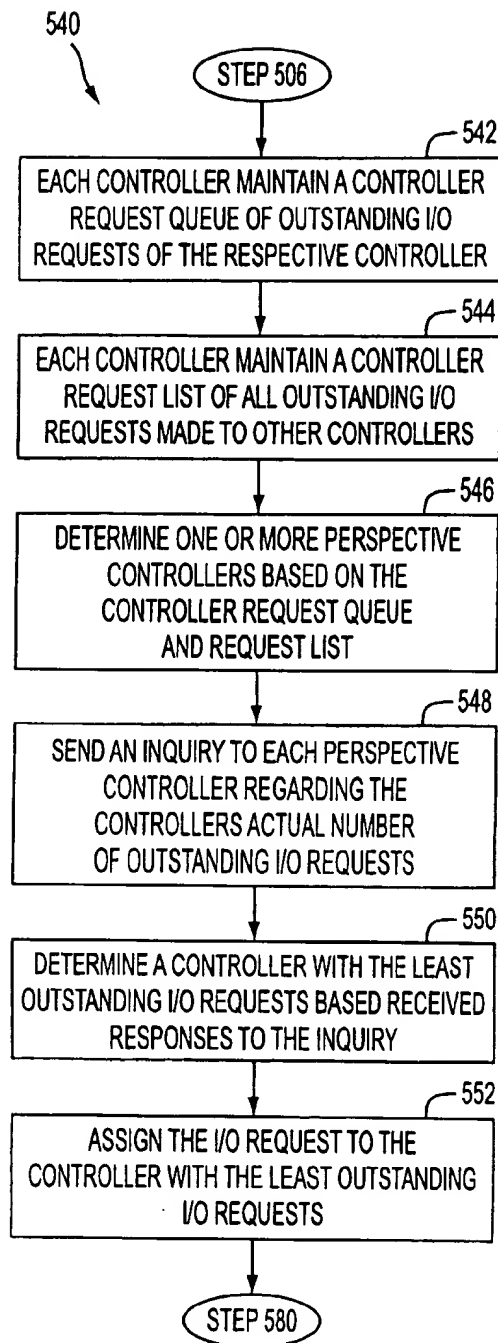 540
STEP 506
542
EACH CONTROLLER MAINTAIN A CONTROLLER
REQUEST QUEUE OF OUTSTANDING I/O
REQUESTS OF THE RESPECTIVE CONTROLLER
544
EACH CONTROLLER MAINTAIN A CONTROLLER
REQUEST LIST OF ALL OUTSTANDING I/O
REQUESTS MADE TO OTHER CONTROLLERS
546
DETERMINE ONE OR MORE PERSPECTIVE
CONTROLLERS BASED ON THE
CONTROLLER REQUEST QUEUE
AND REQUEST LIST
548
SEND AN INQUIRY TO EACH PERSPECTIVE
CONTROLLER REGARDING THE
CONTROLLERS ACTUAL NUMBER
OF OUTSTANDING I/O REQUESTS
550
DETERMINE A CONTROLLER WITH THE LEAST
OUTSTANDING I/O REQUESTS BASED RECEIVED
RESPONSES TO THE INQUIRY
552
ASSIGN THE I/O REQUEST TO THE
CONTROLLER WITH THE LEAST OUTSTANDING
I/O REQUESTS
STEP 580